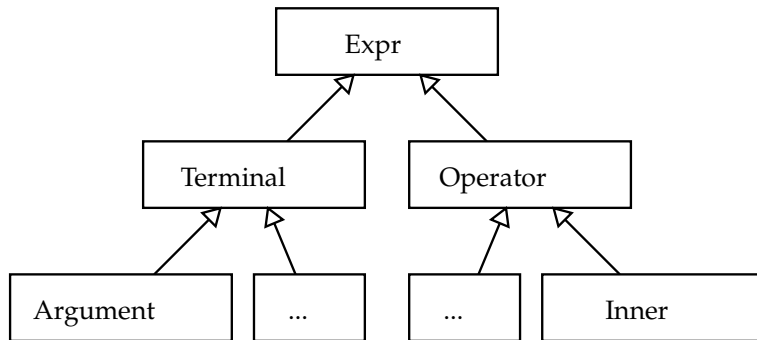 Expr
Terminal
Operator
Argument
...
...
Inner